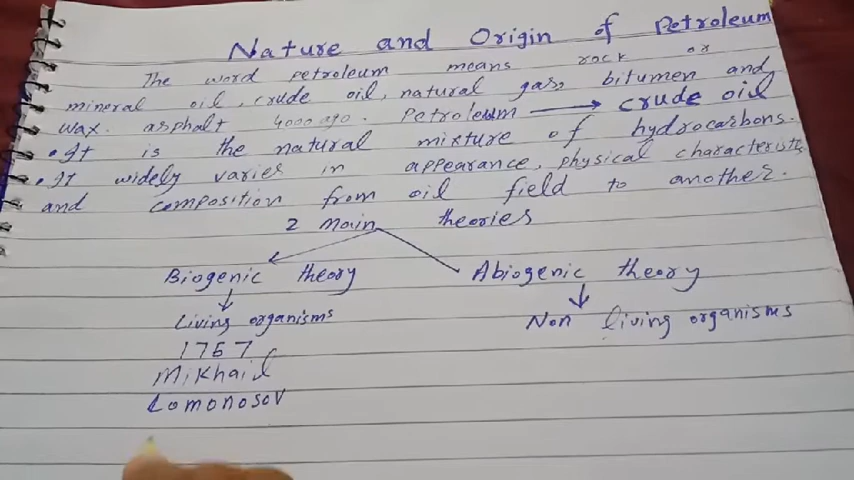 Nature and Origin of Petroleum
The word petroleum means rock or
mineral oil, crude oil, natural gass bitumen and
wax. asphalt 4000 ago. Petroleum → crude oil
• It is the natural mixture of hydrocarbons.
• It widely varies in appearance, physical characterists
and composition from oil field to another.
2 main theories
Biogenic theory Abiogenic theory
Living organisms Non living organisms
1757
Mikhail
Lomonosov